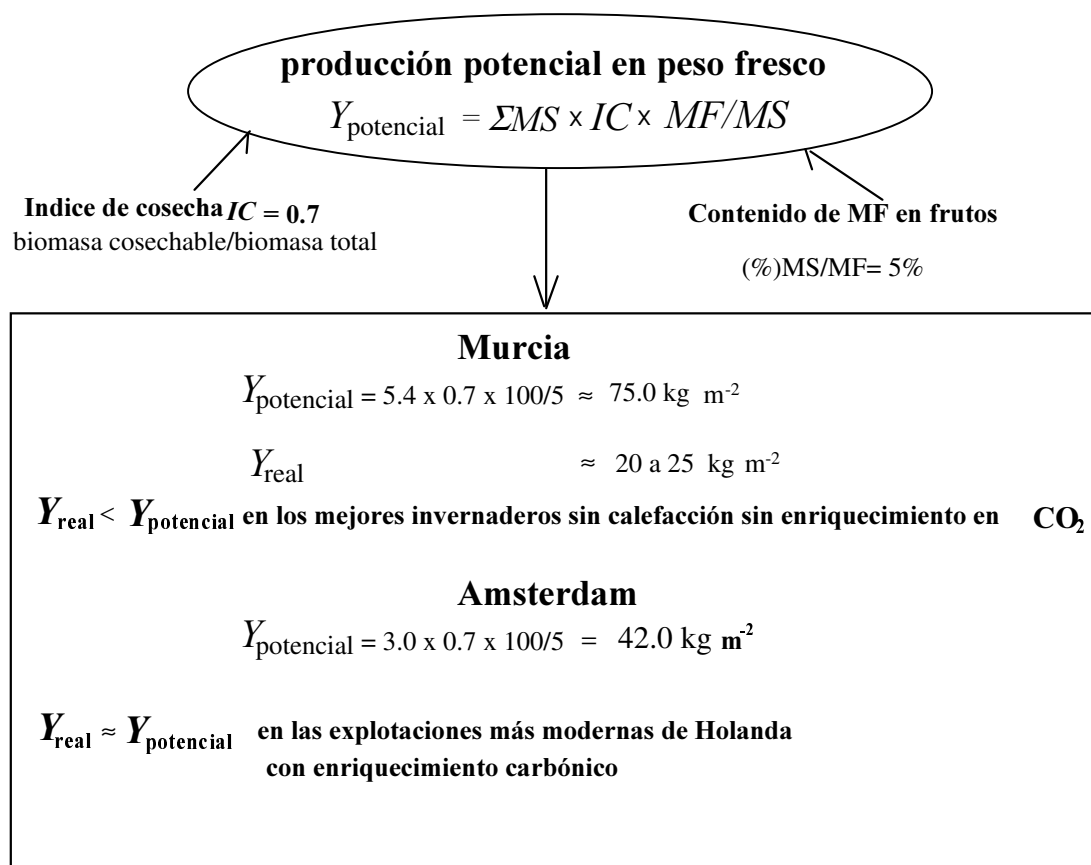 producción potencial en peso fresco
Ypotencial = ΣMS x IC x MF/MS
Indice de cosecha IC = 0.7
biomasa cosechable/biomasa total
Contenido de MF en frutos
(%)MS/MF= 5%
Murcia
Ypotencial = 5.4 x 0.7 x 100/5 ≈ 75.0 kg m-2
Yreal ≈ 20 a 25 kg m-2
Yreal < Ypotencial en los mejores invernaderos sin calefacción sin enriquecimiento en CO2
Amsterdam
Ypotencial = 3.0 x 0.7 x 100/5 = 42.0 kg m-2
Yreal ≈ Ypotencial en las explotaciones más modernas de Holanda
con enriquecimiento carbónico